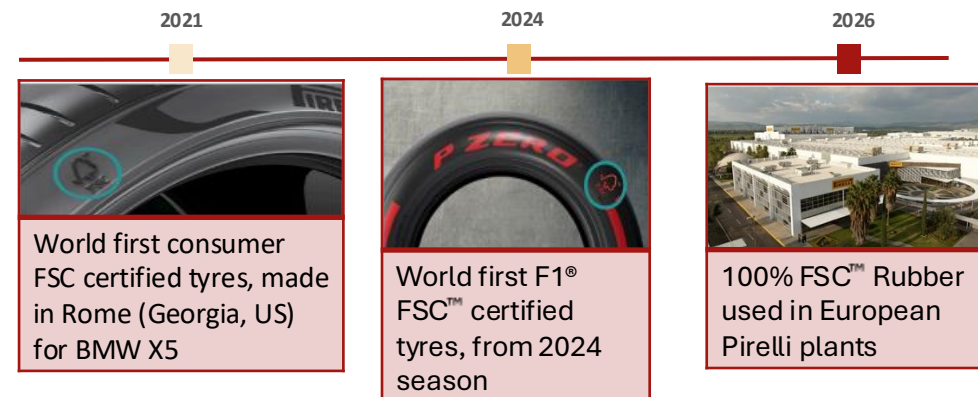 2021
2024
2026
P ZERO
World first consumer
FSC certified tyres, made
in Rome (Georgia, US)
for BMW X5
World first F1®
FSC™ certified
tyres, from 2024
season
100% FSC™ Rubber
used in European
Pirelli plants